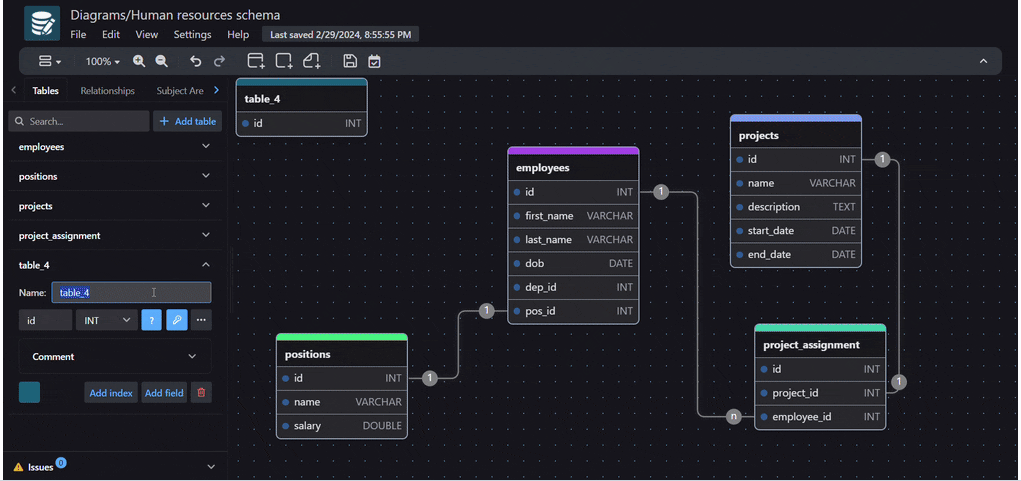 Diagrams/Human resources schema
File Edit View Settings Help Last saved 2/29/2024, 8:55:55 PM
100%
Tables Relationships Subject Are
Search... + Add table
employees
positions
projects
project_assignment
table_4
Name: table_4
id INT ? ...
Comment
Add index Add field
Issues 0
table_4
id INT
employees
id INT
first_name VARCHAR
last_name VARCHAR
dob DATE
dep_id INT
pos_id INT
positions
id INT
name VARCHAR
salary DOUBLE
projects
id INT
name VARCHAR
description TEXT
start_date DATE
end_date DATE
project_assignment
id INT
project_id INT
employee_id INT
1
1
1
1
1
n